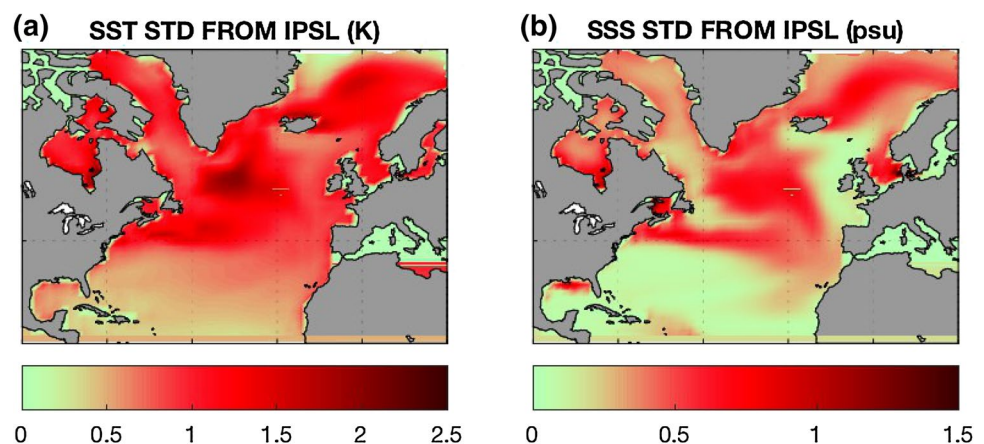 (a) SST STD FROM IPSL (K)
(b) SSS STD FROM IPSL (psu)
0 0.5 1 1.5 2 2.5
0 0.5 1 1.5